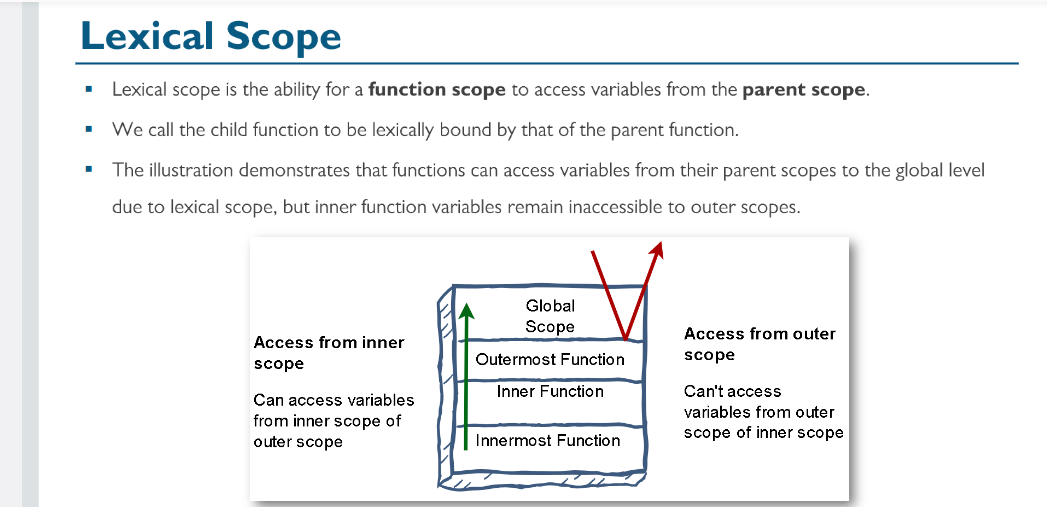 Lexical Scope
▪ Lexical scope is the ability for a function scope to access variables from the parent scope.
▪ We call the child function to be lexically bound by that of the parent function.
▪ The illustration demonstrates that functions can access variables from their parent scopes to the global level
due to lexical scope, but inner function variables remain inaccessible to outer scopes.
Access from inner
scope
Can access variables
from inner scope of
outer scope
Global
Scope
Outermost Function
Inner Function
Innermost Function
Access from outer
scope
Can't access
variables from outer
scope of inner scope